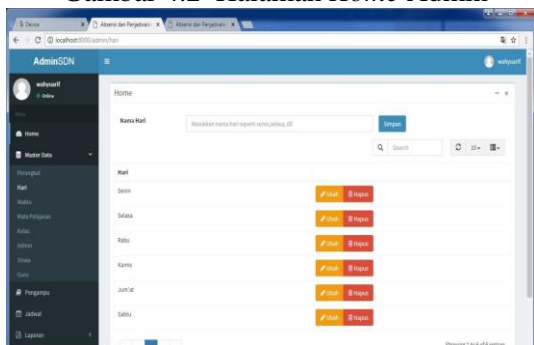 Gambar 4.2 Halaman Home Admin
Absensi dan Penjadwalan
Absensi dan Penjadwalan
localhost:8000/admin/hari
AdminSDN
wahyuarif
wahyuarif
Online
Home
Home
Nama Hari
Masukkan nama hari seperti senin,selasa, dll
Simpan
Master Data
Search
10
Perangkat
Hari
Hari
Senin
Ubah
Hapus
Waktu
Mata Pelajaran
Selasa
Ubah
Hapus
Kelas
Admin
Rabu
Ubah
Hapus
Siswa
Guru
Kamis
Ubah
Hapus
Pengampu
Jum'at
Ubah
Hapus
Jadwal
Sabtu
Ubah
Hapus
Laporan
Showing 1 to 6 of 6 entries